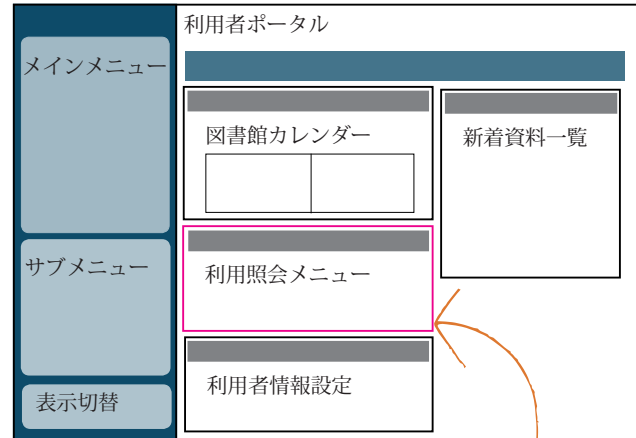 利用者ポータル
メインメニュー
サブメニュー
表示切替
図書館カレンダー
新着資料一覧
利用照会メニュー
利用者情報設定